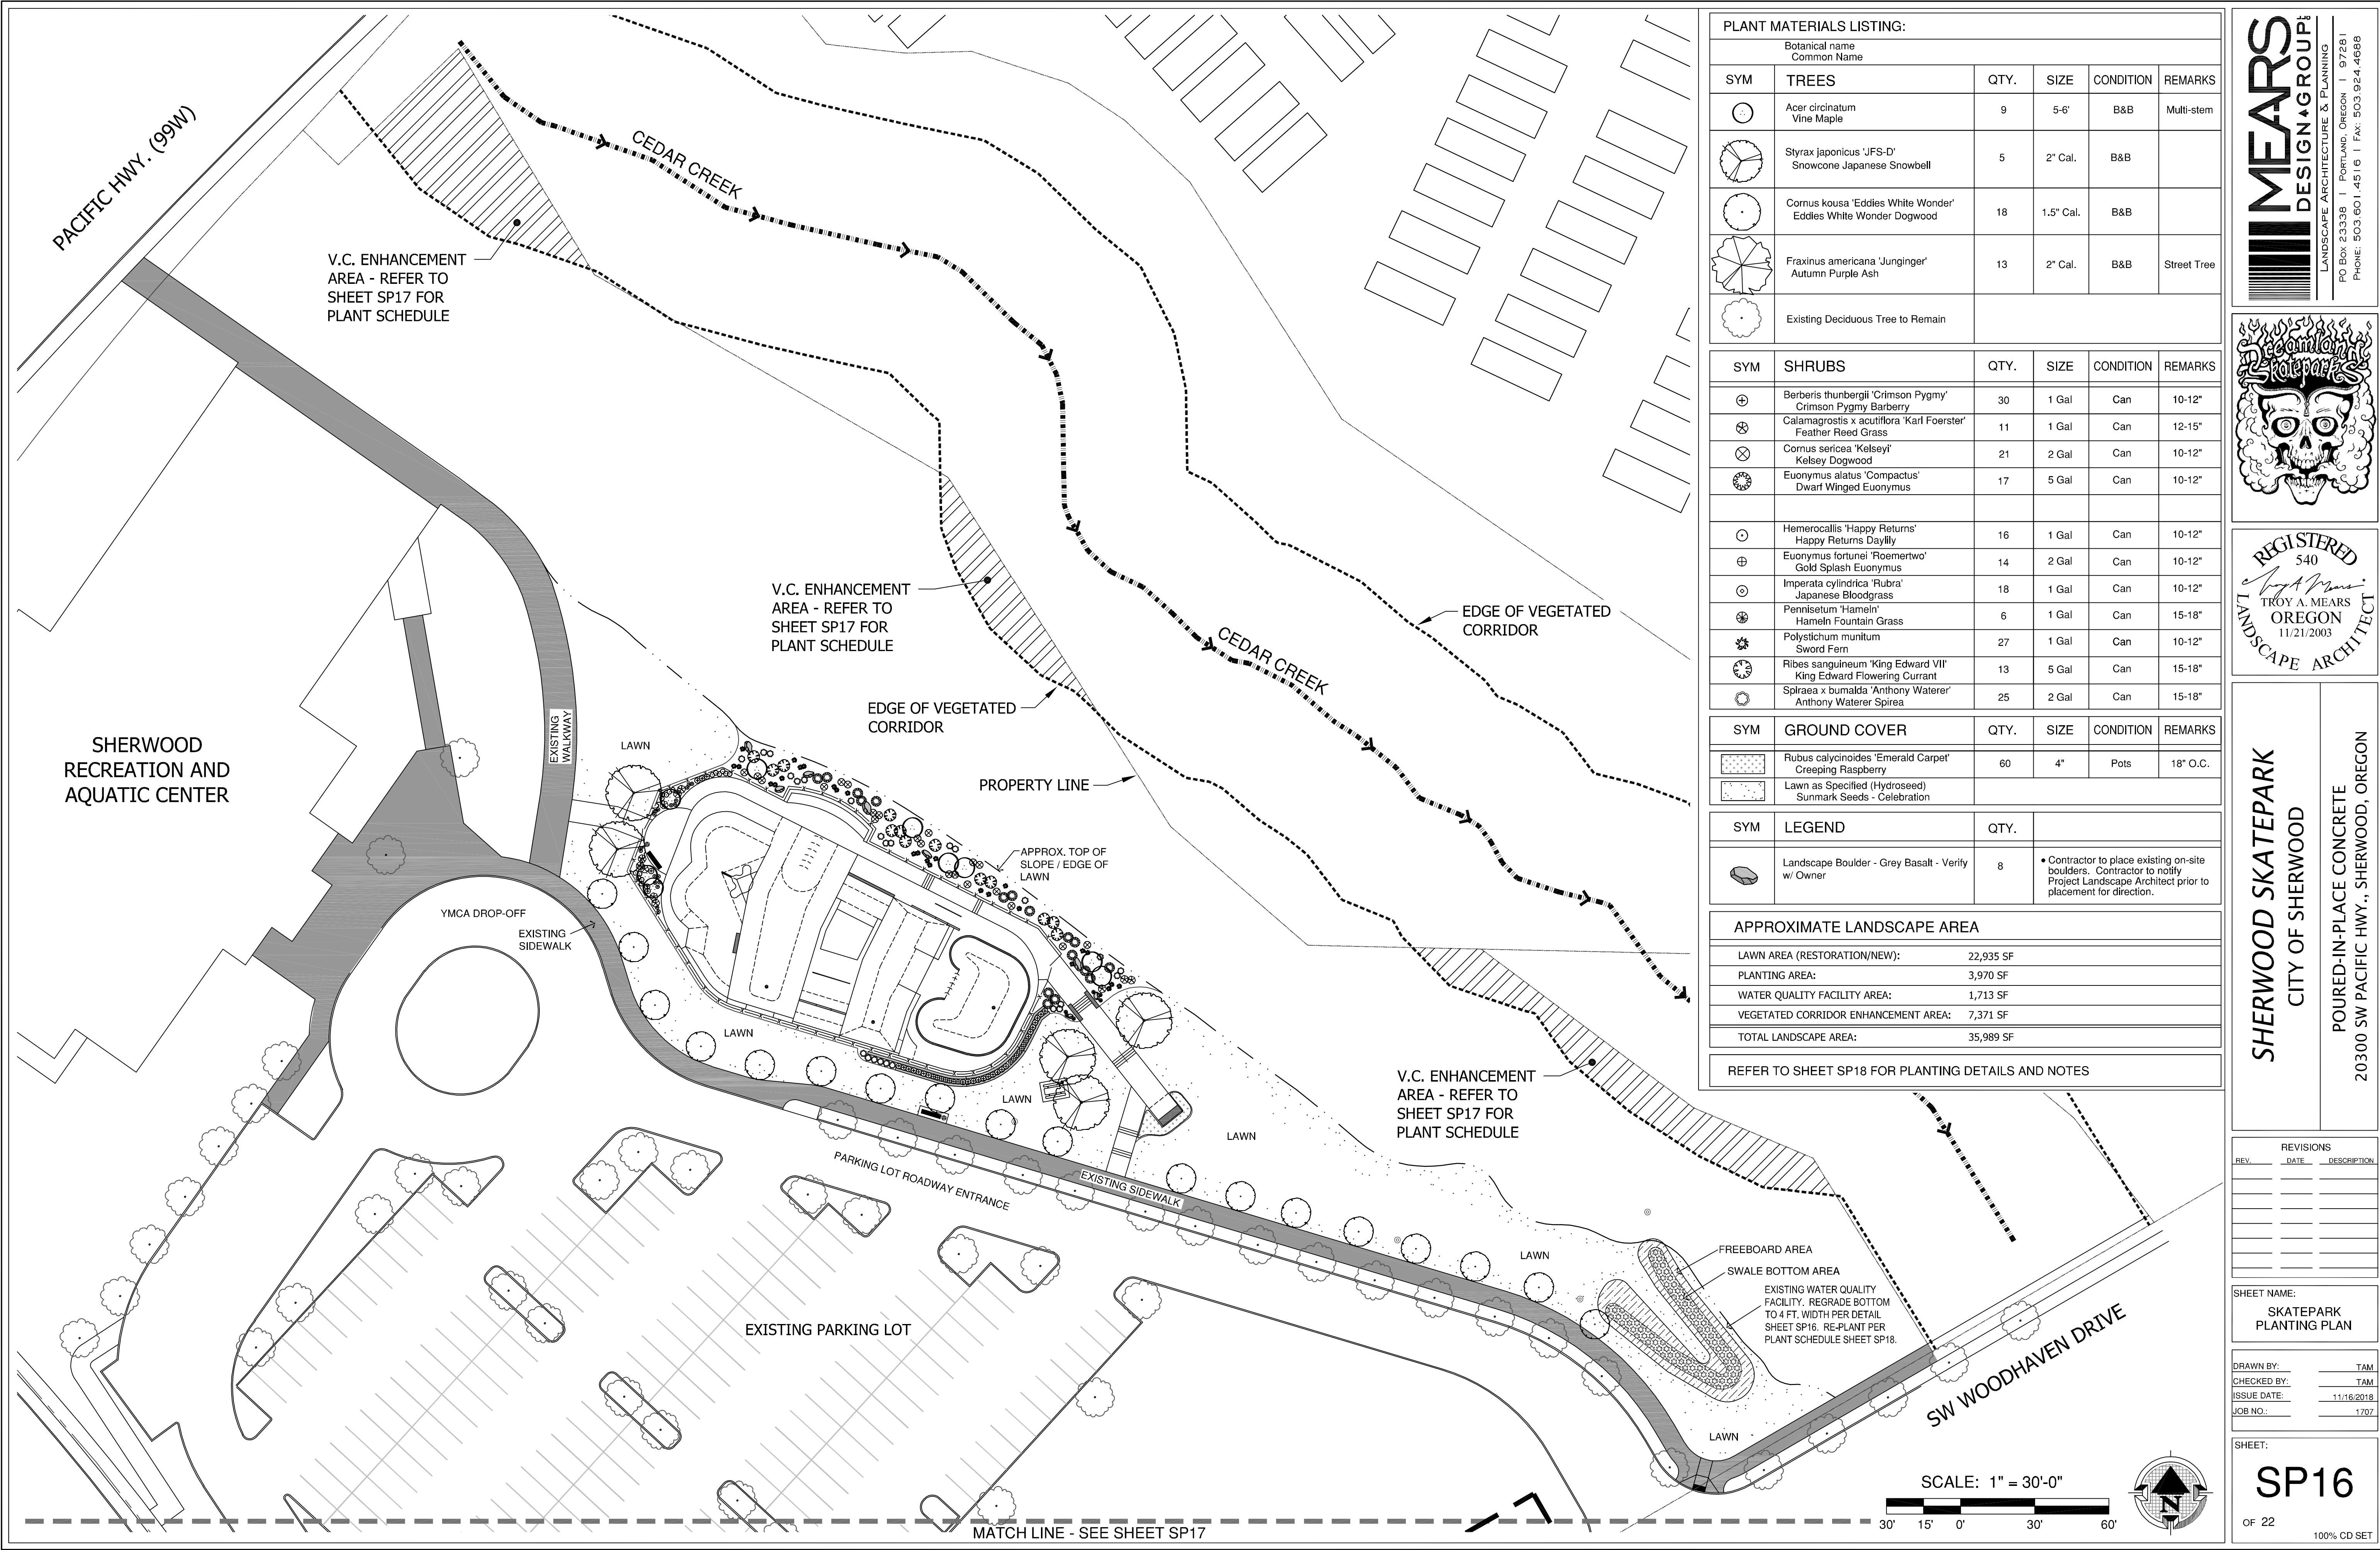 PACIFIC HWY. (99W)
CEDAR CREEK
V.C. ENHANCEMENT
AREA - REFER TO
SHEET SP17 FOR
PLANT SCHEDULE
V.C. ENHANCEMENT
AREA - REFER TO
SHEET SP17 FOR
PLANT SCHEDULE
EDGE OF VEGETATED
CORRIDOR
CEDAR CREEK
EDGE OF VEGETATED
CORRIDOR
PROPERTY LINE
SHERWOOD
RECREATION AND
AQUATIC CENTER
EXISTING
WALKWAY
LAWN
APPROX. TOP OF
SLOPE / EDGE OF
LAWN
YMCA DROP-OFF
EXISTING
SIDEWALK
LAWN
LAWN
LAWN
V.C. ENHANCEMENT
AREA - REFER TO
SHEET SP17 FOR
PLANT SCHEDULE
PARKING LOT ROADWAY ENTRANCE
EXISTING SIDEWALK
LAWN
FREEBOARD AREA
SWALE BOTTOM AREA
EXISTING WATER QUALITY
FACILITY. REGRADE BOTTOM
TO 4 FT. WIDTH PER DETAIL
SHEET SP16. RE-PLANT PER
PLANT SCHEDULE SHEET SP18.
EXISTING PARKING LOT
SW WOODHAVEN DRIVE
LAWN
SCALE: 1" = 30'-0"
30' 15' 0' 30' 60'
N
MATCH LINE - SEE SHEET SP17
PLANT MATERIALS LISTING:
Botanical name
Common Name
SYM TREES QTY. SIZE CONDITION REMARKS
Acer circinatum
Vine Maple 9 5-6' B&B Multi-stem
Styrax japonicus 'JFS-D'
Snowcone Japanese Snowbell 5 2" Cal. B&B
Cornus kousa 'Eddies White Wonder'
Eddies White Wonder Dogwood 18 1.5" Cal. B&B
Fraxinus americana 'Junginger'
Autumn Purple Ash 13 2" Cal. B&B Street Tree
Existing Deciduous Tree to Remain
SYM SHRUBS QTY. SIZE CONDITION REMARKS
Berberis thunbergii 'Crimson Pygmy'
Crimson Pygmy Barberry 30 1 Gal Can 10-12"
Calamagrostis x acutiflora 'Karl Foerster'
Feather Reed Grass 11 1 Gal Can 12-15"
Cornus sericea 'Kelseyi'
Kelsey Dogwood 21 2 Gal Can 10-12"
Euonymus alatus 'Compactus'
Dwarf Winged Euonymus 17 5 Gal Can 10-12"
Hemerocallis 'Happy Returns'
Happy Returns Daylily 16 1 Gal Can 10-12"
Euonymus fortunei 'Roemertwo'
Gold Splash Euonymus 14 2 Gal Can 10-12"
Imperata cylindrica 'Rubra'
Japanese Bloodgrass 18 1 Gal Can 10-12"
Pennisetum 'Hameln'
Hameln Fountain Grass 6 1 Gal Can 15-18"
Polystichum munitum
Sword Fern 27 1 Gal Can 10-12"
Ribes sanguineum 'King Edward VII'
King Edward Flowering Currant 13 5 Gal Can 15-18"
Spiraea x bumalda 'Anthony Waterer'
Anthony Waterer Spirea 25 2 Gal Can 15-18"
SYM GROUND COVER QTY. SIZE CONDITION REMARKS
Rubus calycinoides 'Emerald Carpet'
Creeping Raspberry 60 4" Pots 18" O.C.
Lawn as Specified (Hydroseed)
Sunmark Seeds - Celebration
SYM LEGEND QTY.
Landscape Boulder - Grey Basalt - Verify
w/ Owner 8
• Contractor to place existing on-site
boulders. Contractor to notify
Project Landscape Architect prior to
placement for direction.
APPROXIMATE LANDSCAPE AREA
LAWN AREA (RESTORATION/NEW): 22,935 SF
PLANTING AREA: 3,970 SF
WATER QUALITY FACILITY AREA: 1,713 SF
VEGETATED CORRIDOR ENHANCEMENT AREA: 7,371 SF
TOTAL LANDSCAPE AREA: 35,989 SF
REFER TO SHEET SP18 FOR PLANTING DETAILS AND NOTES
MEARS
DESIGN GROUP
LANDSCAPE ARCHITECTURE & PLANNING
PO BOX 23338 | PORTLAND, OREGON | 97281
PHONE: 503.601.4516 | FAX: 503.924.4688
Dreamland
Skateparks
REGISTERED
540
Troy A Mears
TROY A. MEARS
OREGON
11/21/2003
LANDSCAPE ARCHITECT
SHERWOOD SKATEPARK
CITY OF SHERWOOD
POURED-IN-PLACE CONCRETE
20300 SW PACIFIC HWY., SHERWOOD, OREGON
REVISIONS
REV. DATE DESCRIPTION
SHEET NAME:
SKATEPARK
PLANTING PLAN
DRAWN BY: TAM
CHECKED BY: TAM
ISSUE DATE: 11/16/2018
JOB NO.: 1707
SHEET:
SP16
OF 22
100% CD SET